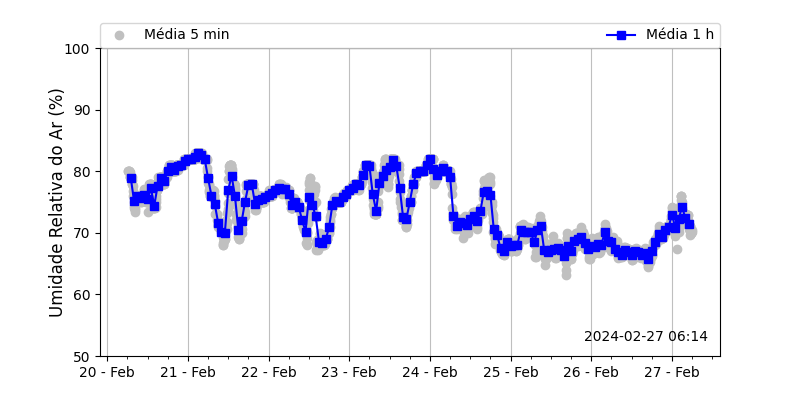 Média 5 min
Média 1 h
Umidade Relativa do Ar (%)
100
90
80
70
60
50
2024-02-27 06:14
20 - Feb
21 - Feb
22 - Feb
23 - Feb
24 - Feb
25 - Feb
26 - Feb
27 - Feb